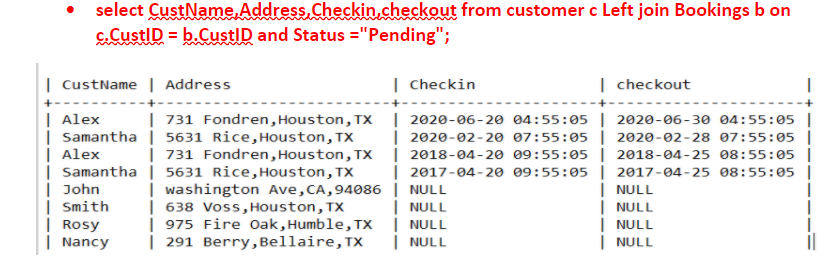 • select CustName,Address,Checkin,checkout from customer c Left join Bookings b on
c.CustID = b.CustID and Status ="Pending";
| CustName | Address | Checkin | checkout |
+-----------+---------------------------+---------------------+---------------------+
| Alex | 731 Fondren,Houston,TX | 2020-06-20 04:55:05 | 2020-06-30 04:55:05 |
| Samantha | 5631 Rice,Houston,TX | 2020-02-20 07:55:05 | 2020-02-28 07:55:05 |
| Alex | 731 Fondren,Houston,TX | 2018-04-20 09:55:05 | 2018-04-25 08:55:05 |
| Samantha | 5631 Rice,Houston,TX | 2017-04-20 09:55:05 | 2017-04-25 08:55:05 |
| John | washington Ave,CA,94086 | NULL | NULL |
| Smith | 638 Voss,Houston,TX | NULL | NULL |
| Rosy | 975 Fire Oak,Humble,TX | NULL | NULL |
| Nancy | 291 Berry,Bellaire,TX | NULL | NULL |